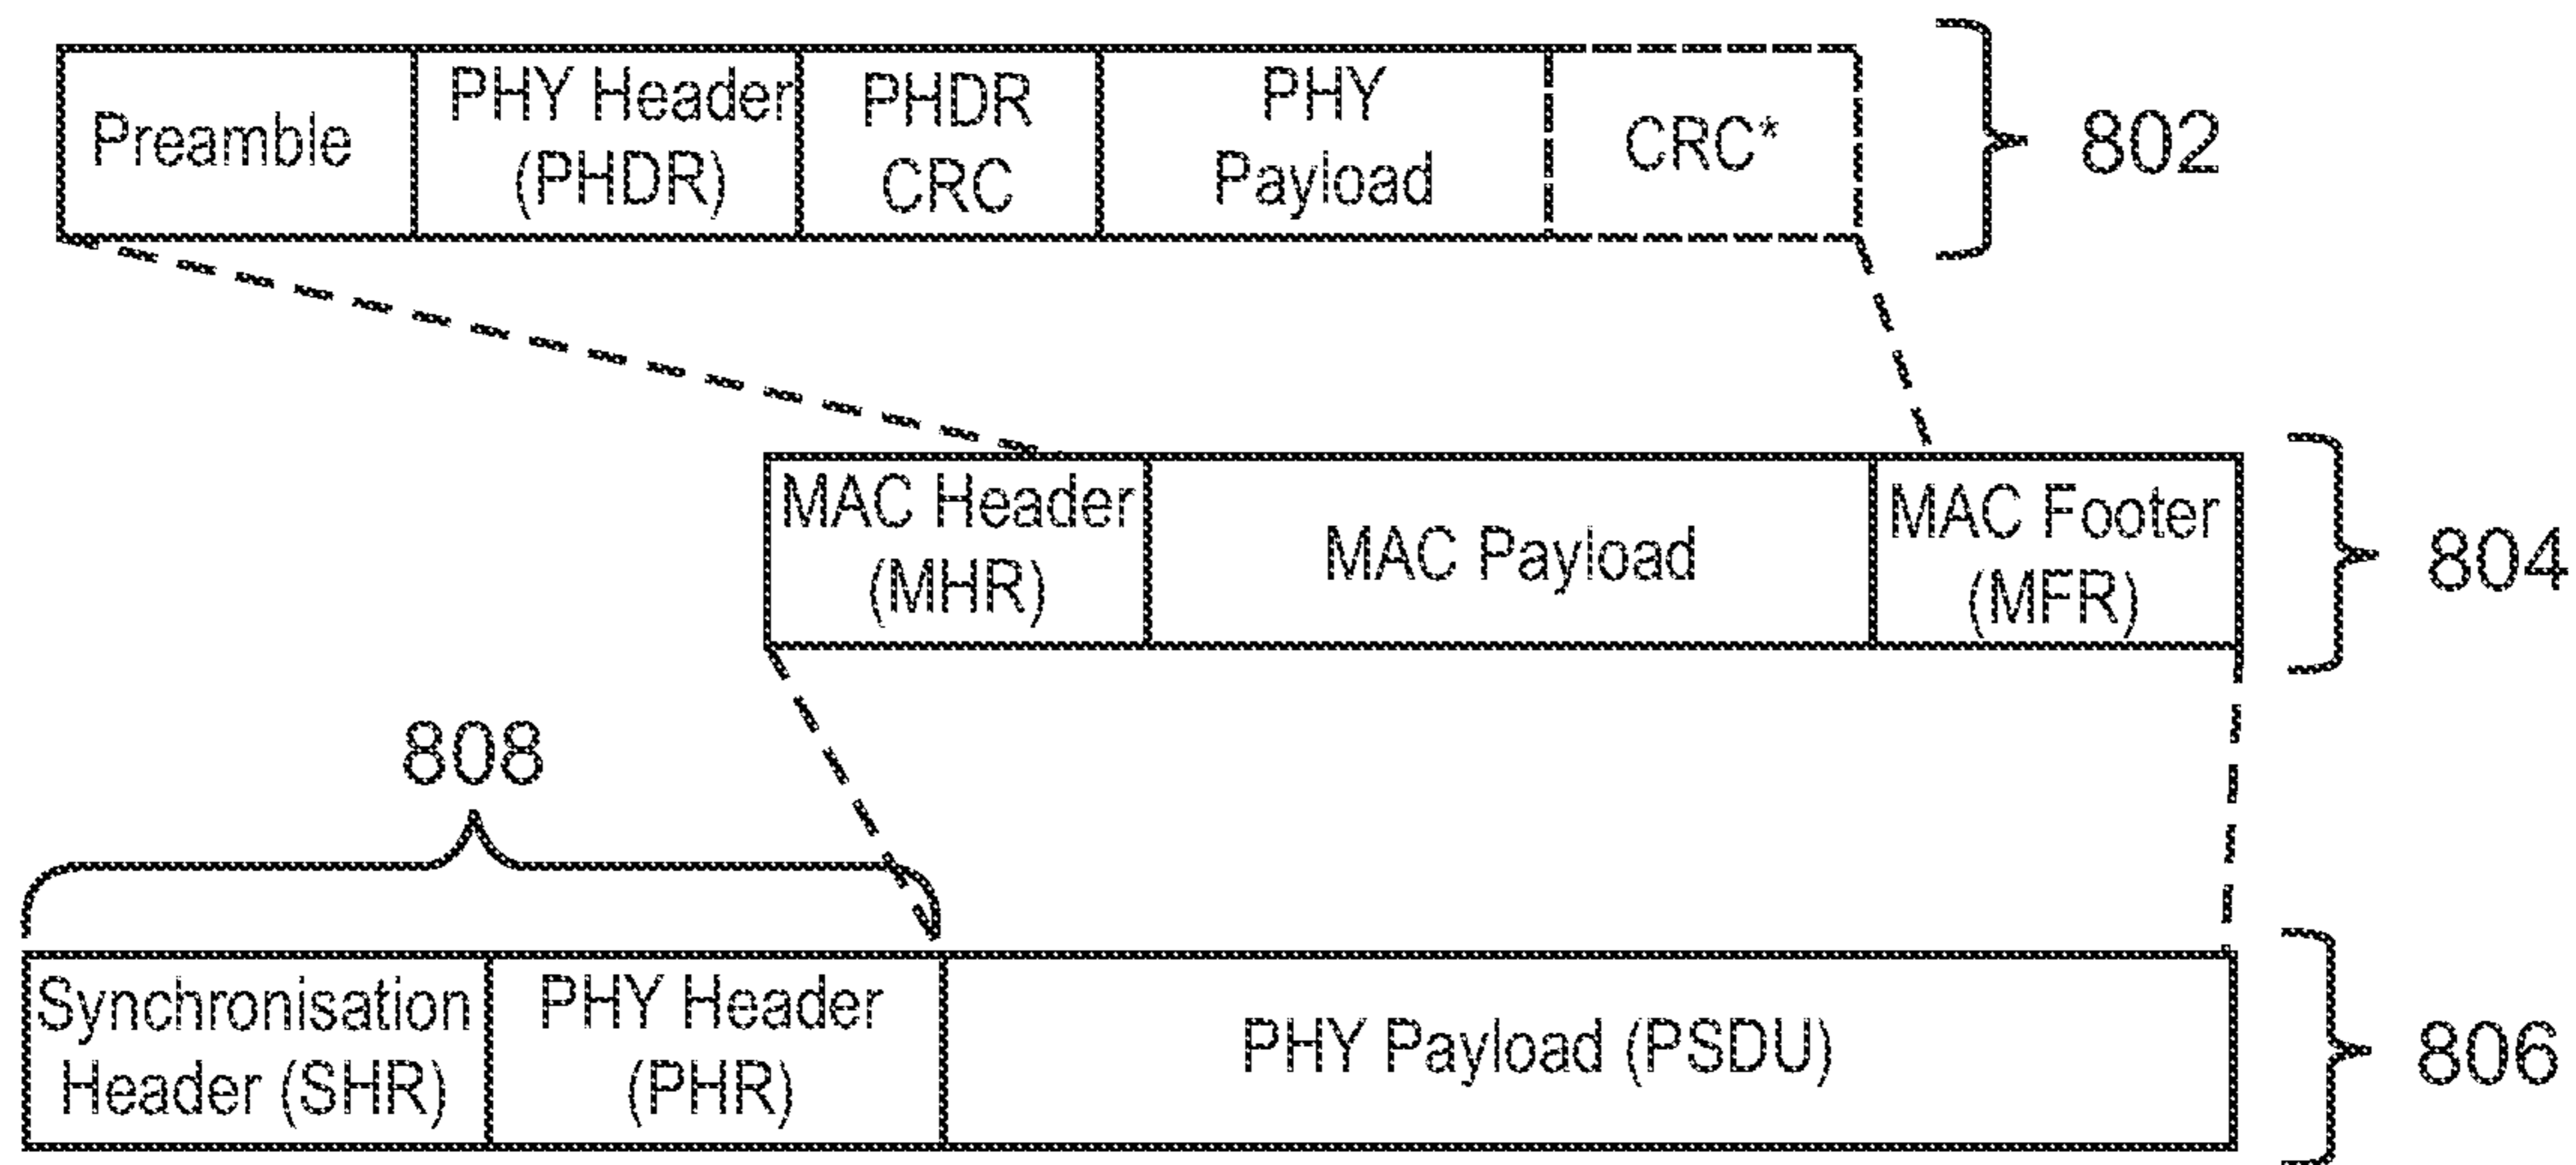 Preamble
PHY Header
(PHDR)
PHDR
CRC
PHY
Payload
CRC*
802
MAC Header
(MHR)
MAC Payload
MAC Footer
(MFR)
804
808
Synchronisation
Header (SHR)
PHY Header
(PHR)
PHY Payload (PSDU)
806